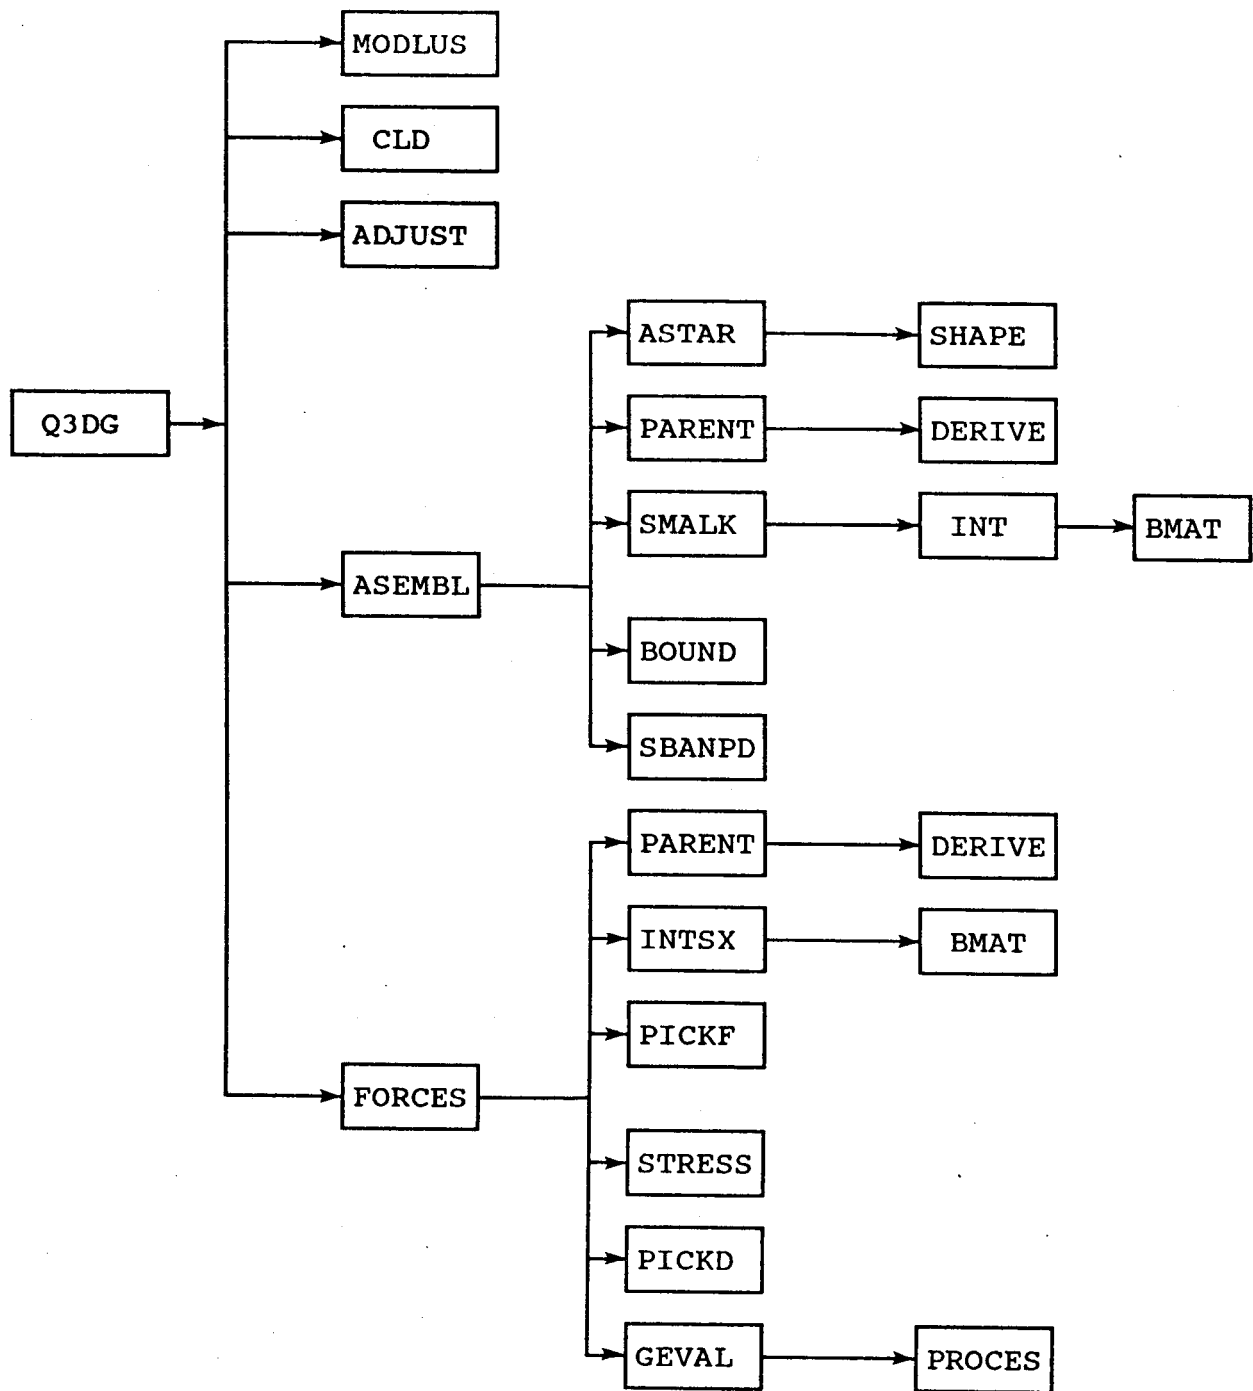 MODLUS
CLD
ADJUST
ASTAR
SHAPE
Q3DG
PARENT
DERIVE
SMALK
INT
BMAT
ASEMBL
BOUND
SBANPD
PARENT
DERIVE
INTSX
BMAT
PICKF
FORCES
STRESS
PICKD
GEVAL
PROCES